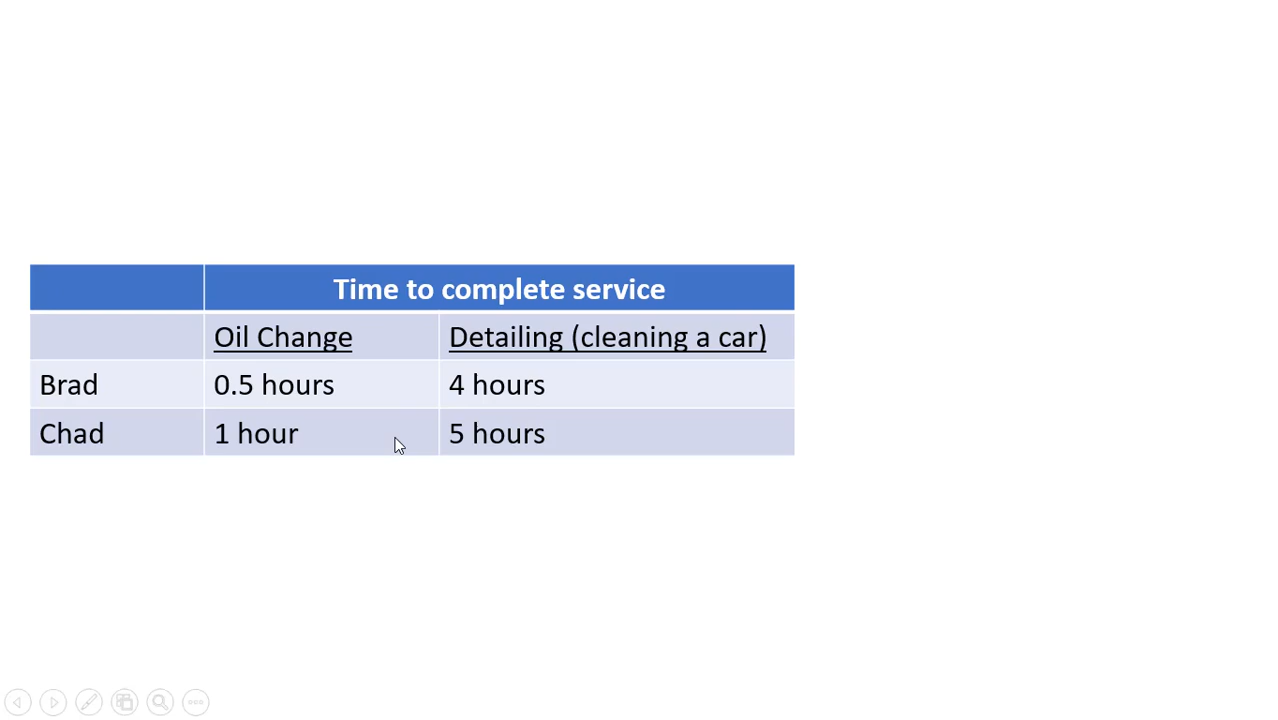 Time to complete service
Oil Change Detailing (cleaning a car)
Brad 0.5 hours 4 hours
Chad 1 hour 5 hours